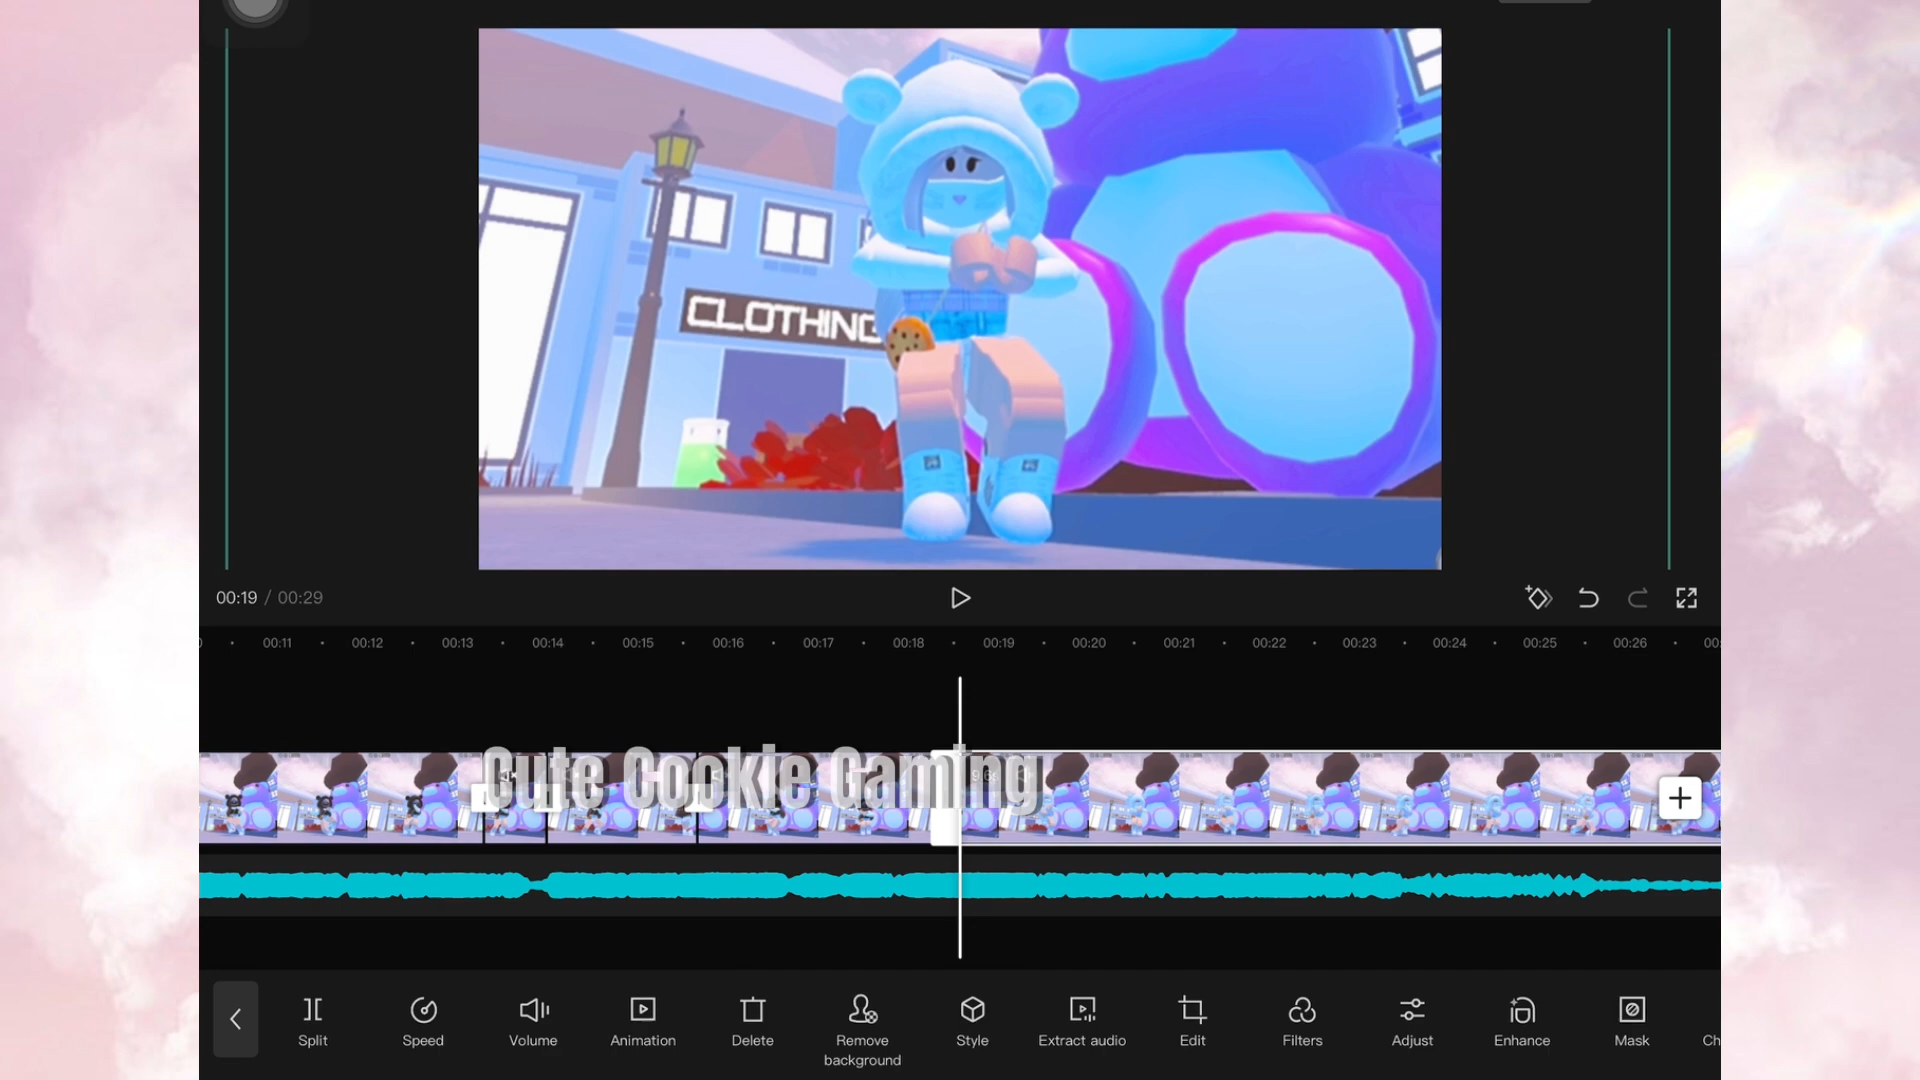 CLOTHING
00:19 / 00:29
00:11 00:12 00:13 00:14 00:15 00:16 00:17 00:18 00:19 00:20 00:21 00:22 00:23 00:24 00:25 00:26 00:
Cute Cookie Gaming
Split Speed Volume Animation Delete Remove background Style Extract audio Edit Filters Adjust Enhance Mask Ch